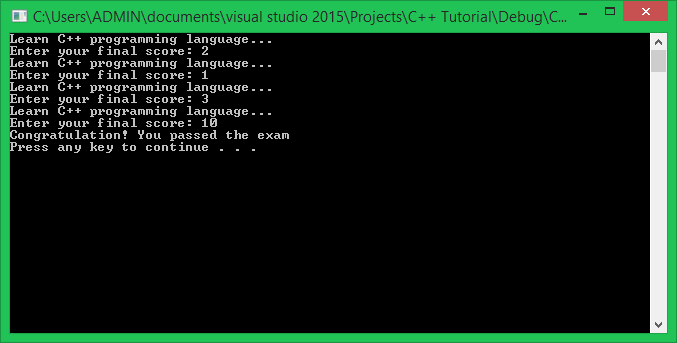 C:\Users\ADMIN\documents\visual studio 2015\Projects\C++ Tutorial\Debug\C...
Learn C++ programming language...
Enter your final score: 2
Learn C++ programming language...
Enter your final score: 1
Learn C++ programming language...
Enter your final score: 3
Learn C++ programming language...
Enter your final score: 10
Congratulation! You passed the exam
Press any key to continue . . .